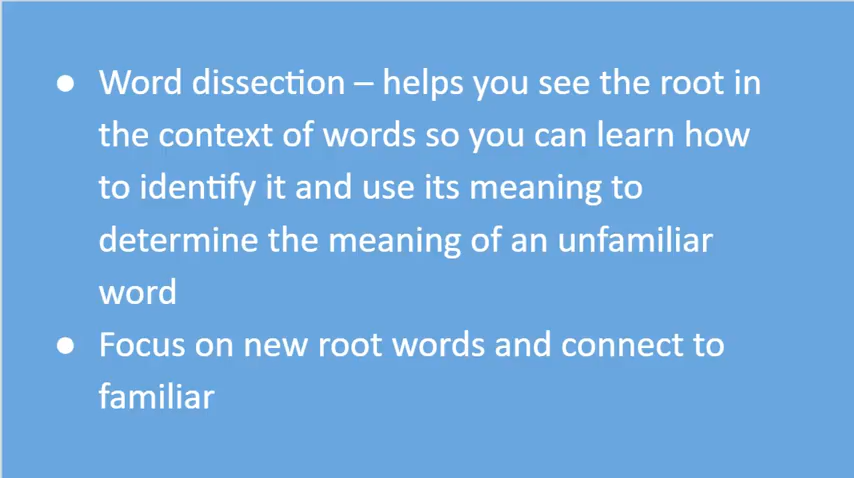 ● Word dissection – helps you see the root in
the context of words so you can learn how
to identify it and use its meaning to
determine the meaning of an unfamiliar
word
● Focus on new root words and connect to
familiar